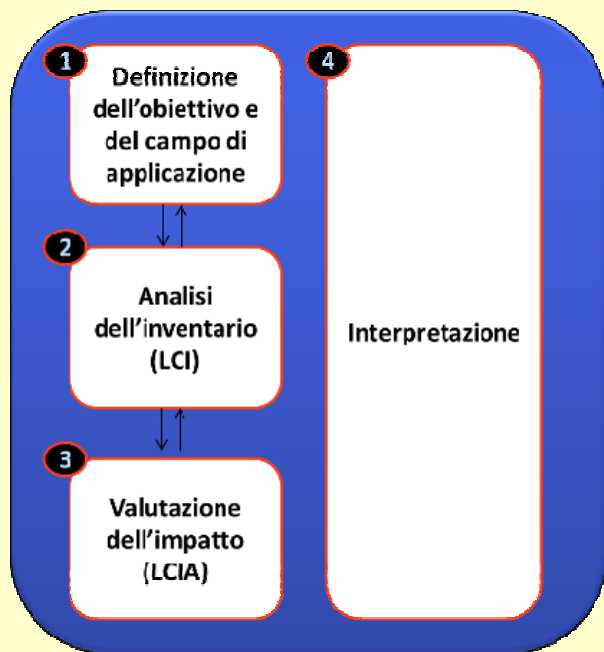 1
Definizione
dell'obiettivo e
del campo di
applicazione
2
Analisi
dell'inventario
(LCI)
3
Valutazione
dell'impatto
(LCIA)
4
Interpretazione